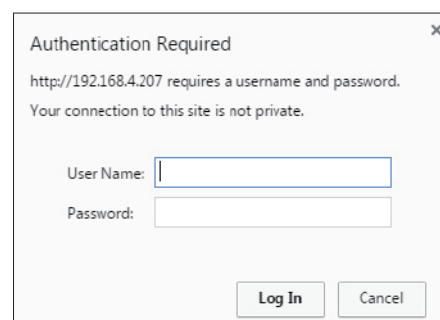 Authentication Required
http://192.168.4.207 requires a username and password.
Your connection to this site is not private.
User Name:
Password:
Log In Cancel